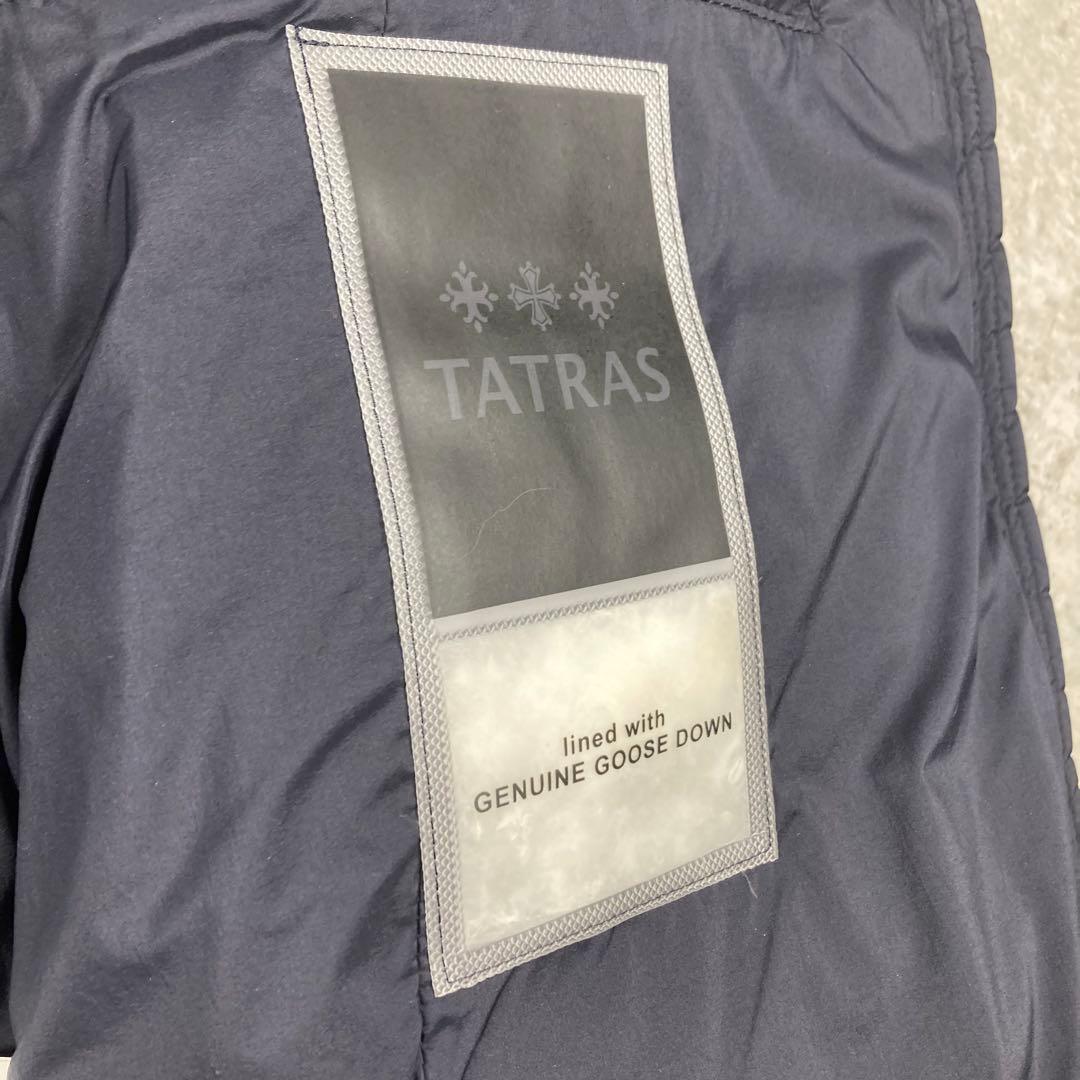 TATRAS
lined with
GENUINE GOOSE DOWN